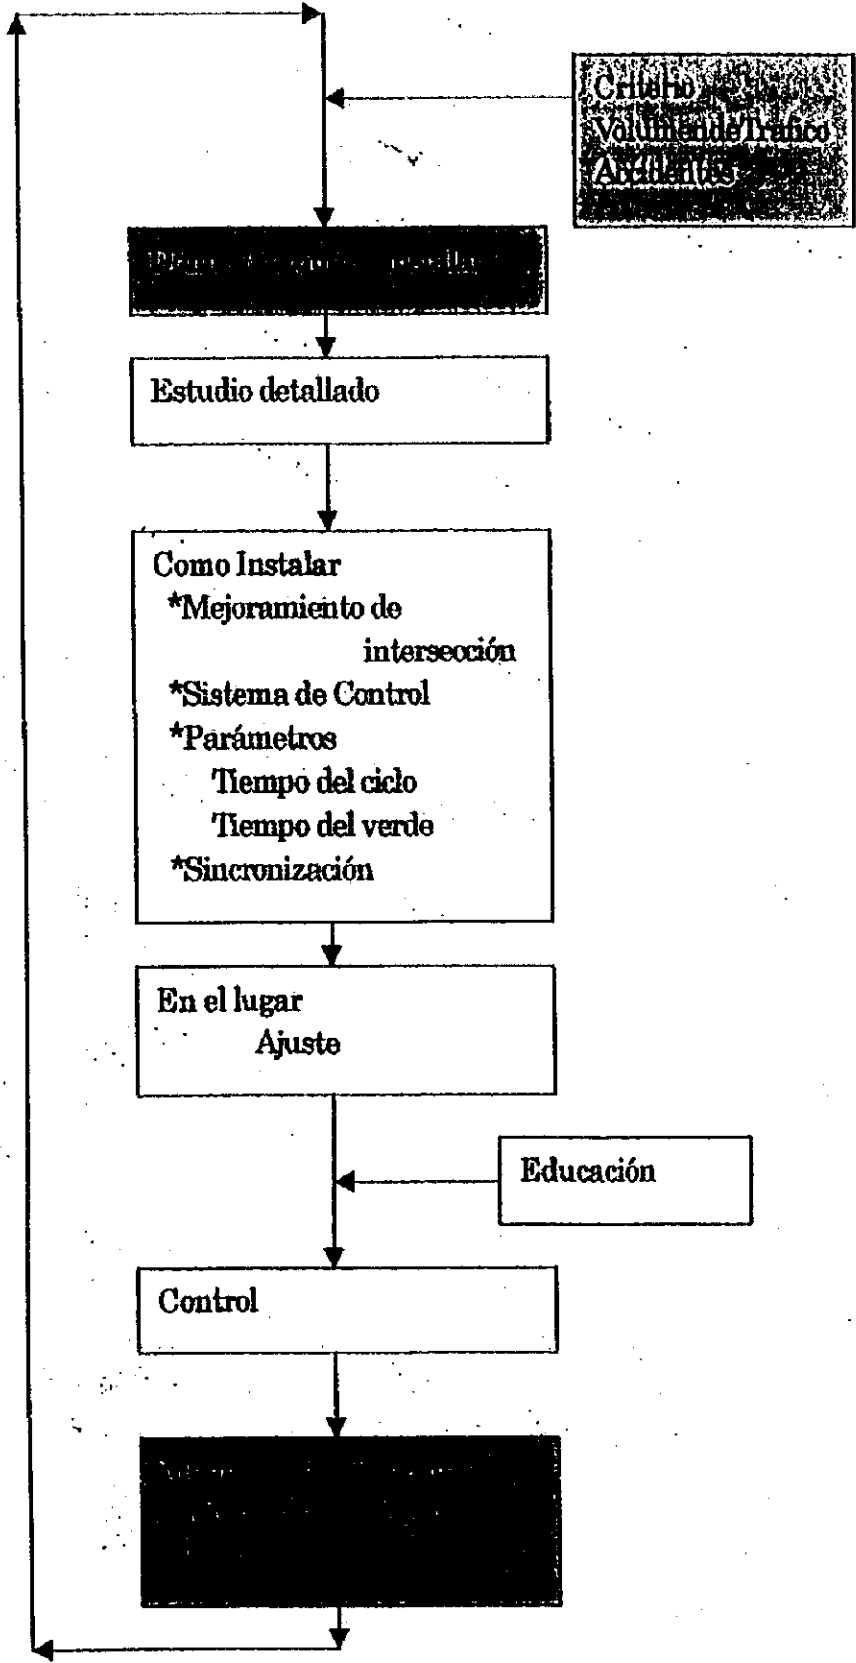 Criterio
Volumen de Tráfico
Accidentes
Estudio detallado
Como Instalar
*Mejoramiento de
intersección
*Sistema de Control
*Parámetros
Tiempo del ciclo
Tiempo del verde
*Sincronización
En el lugar
Ajuste
Educación
Control